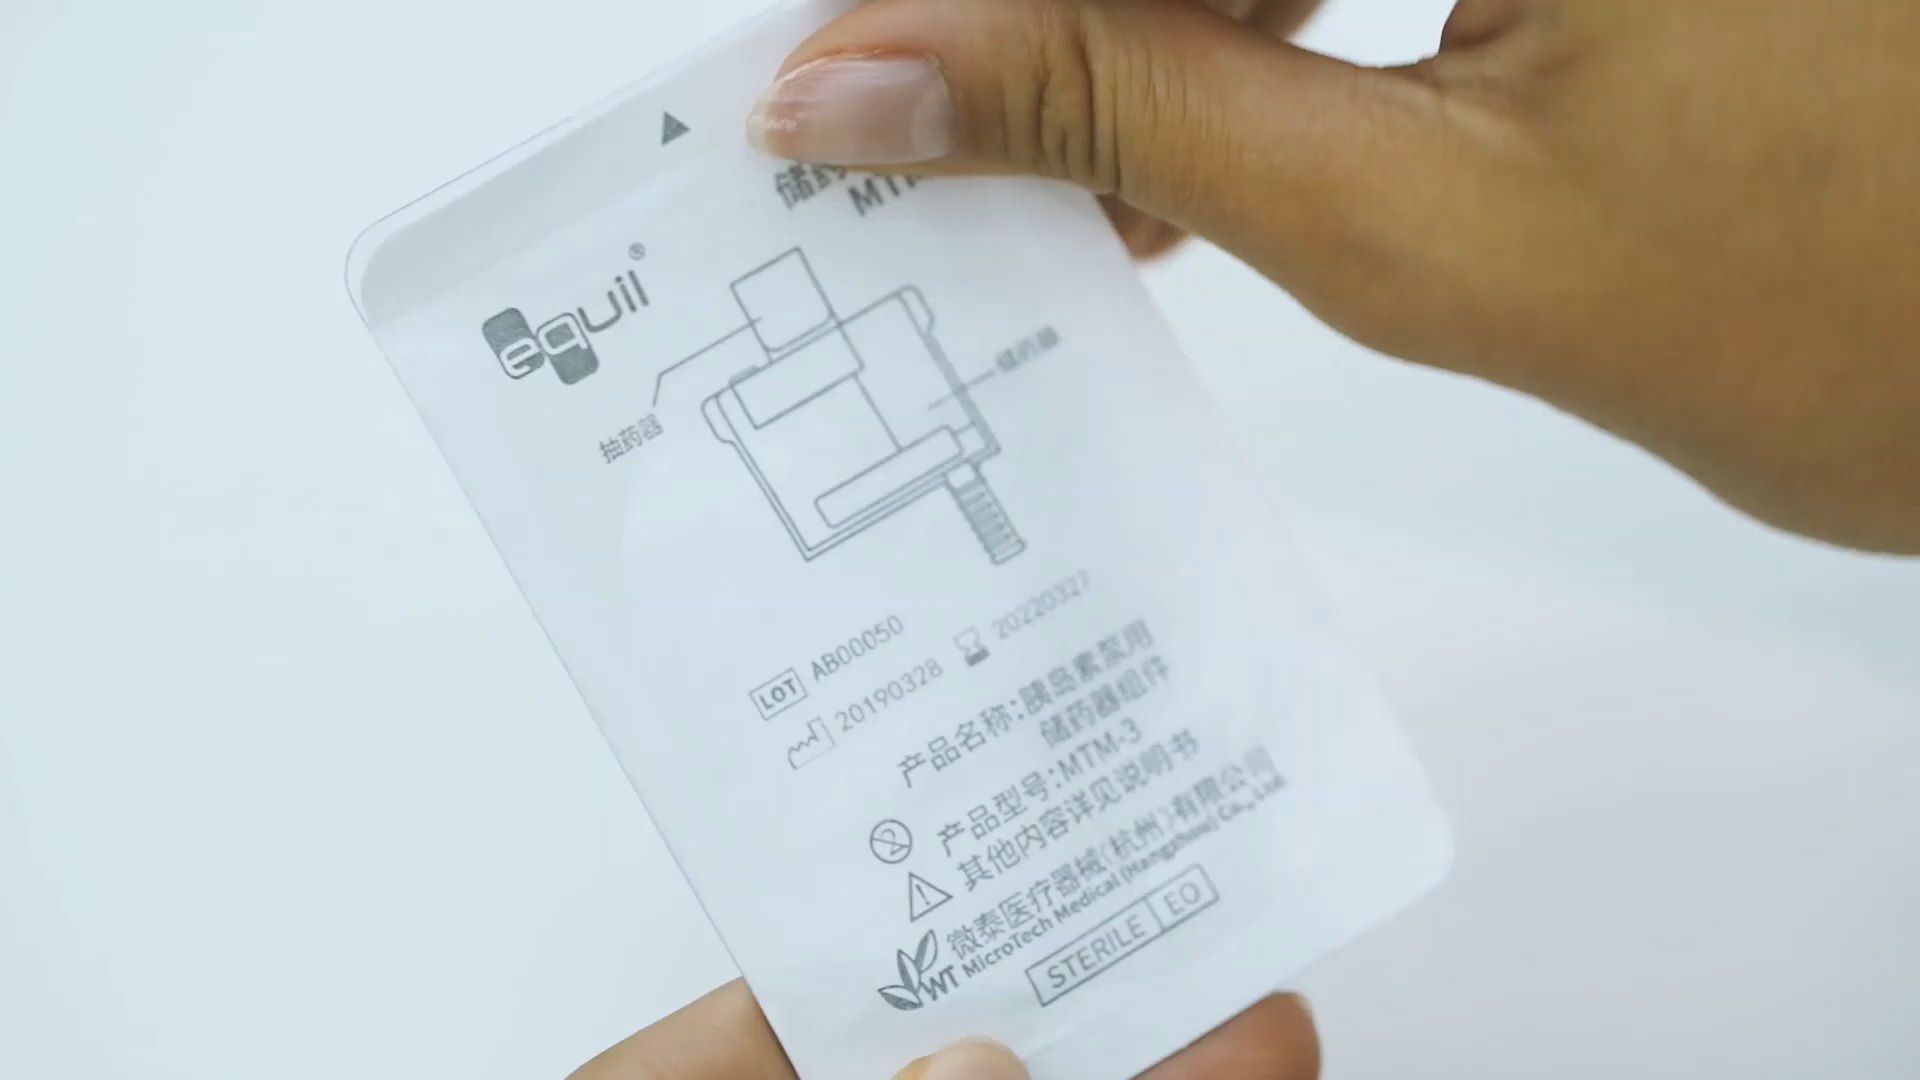 储药
MT
equil®
储药器
抽药器
LOT AB00050
20190328 20220327
产品名称:胰岛素泵用
储药器组件
产品型号:MTM-3
其他内容详见说明书
微泰医疗器械(杭州)有限公司
WT MicroTech Medical (Hangzhou) Co., Ltd.
STERILE EO